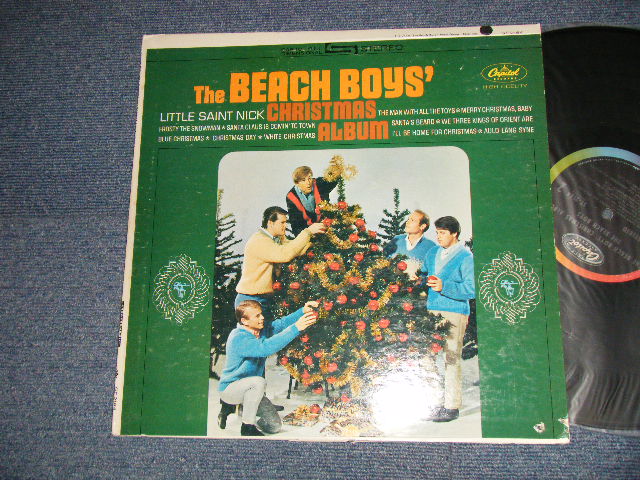 STEREO
The BEACH BOYS'
CHRISTMAS
ALBUM
Capitol
RECORDS
HIGH FIDELITY
LITTLE SAINT NICK
THE MAN WITH ALL THE TOYS ★ MERRY CHRISTMAS, BABY
FROSTY THE SNOWMAN ★ SANTA CLAUS IS COMIN' TO TOWN
SANTA'S BEARD ★ WE THREE KINGS OF ORIENT ARE
BLUE CHRISTMAS ★ CHRISTMAS DAY ★ WHITE CHRISTMAS
I'LL BE HOME FOR CHRISTMAS ★ AULD LANG SYNE
Capitol